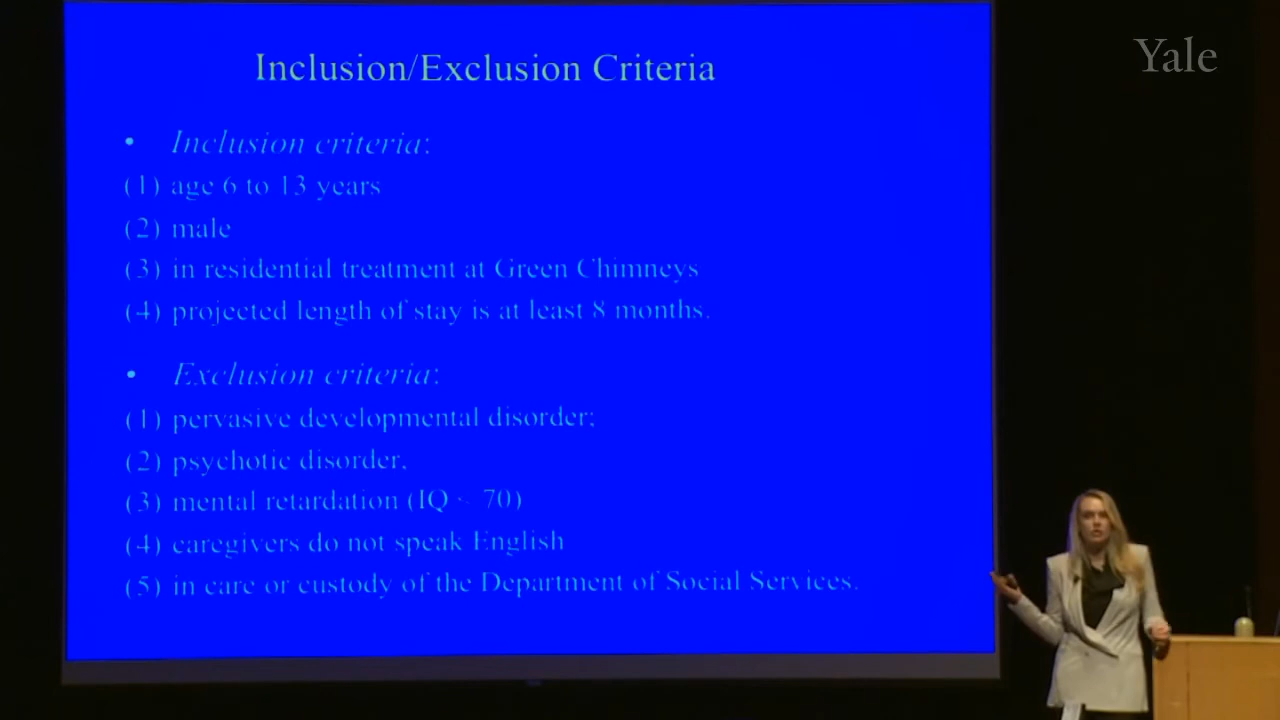 Yale
Inclusion/Exclusion Criteria
• Inclusion criteria:
(1) age 6 to 13 years
(2) male
(3) in residential treatment at Green Chimneys
(4) projected length of stay is at least 8 months.
• Exclusion criteria:
(1) pervasive developmental disorder;
(2) psychotic disorder,
(3) mental retardation (IQ < 70)
(4) caregivers do not speak English
(5) in care or custody of the Department of Social Services.